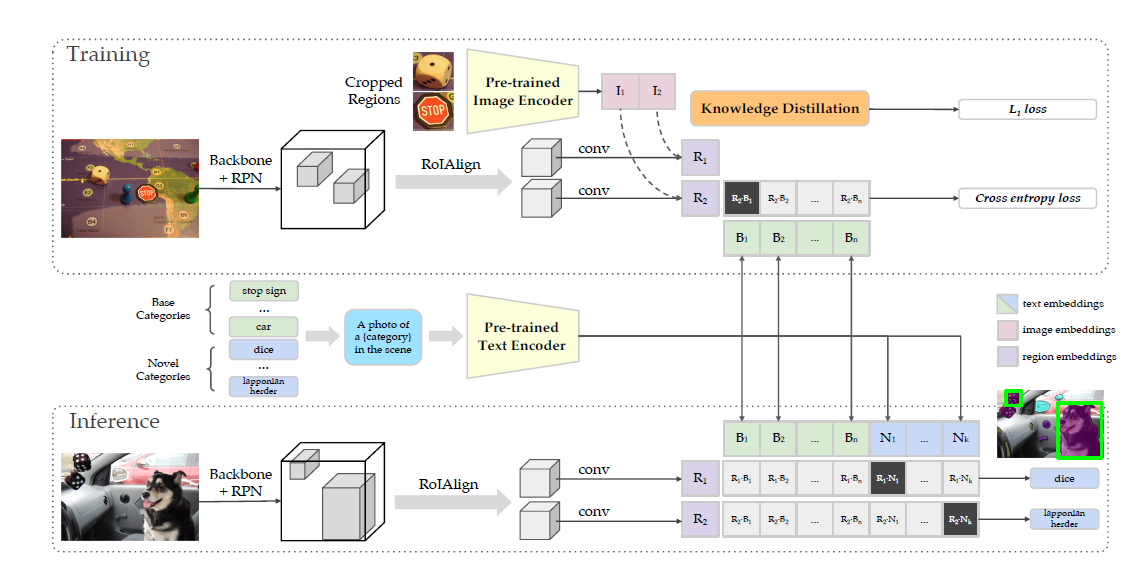 Training
Cropped
Regions
STOP
Pre-trained
Image Encoder
I1 I2
Knowledge Distillation
L1 loss
Backbone
+ RPN
RoIAlign
conv
R1
conv
R2
R2·B1 R2·B2 ... R2·Bn
Cross entropy loss
B1 B2 ... Bn
STOP
B4
Base
Categories
stop sign
...
car
Novel
Categories
dice
...
lapponian
herder
A photo of
a {category}
in the scene
Pre-trained
Text Encoder
text embeddings
image embeddings
region embeddings
Inference
B1 B2 ... Bn N1 ... Nk
Backbone
+ RPN
RoIAlign
conv
R1
R1·B1 R1·B2 ... R1·Bn R1·N1 ... R1·Nk
dice
conv
R2
R2·B1 R2·B2 ... R2·Bn R2·N1 ... R2·Nk
lapponian
herder